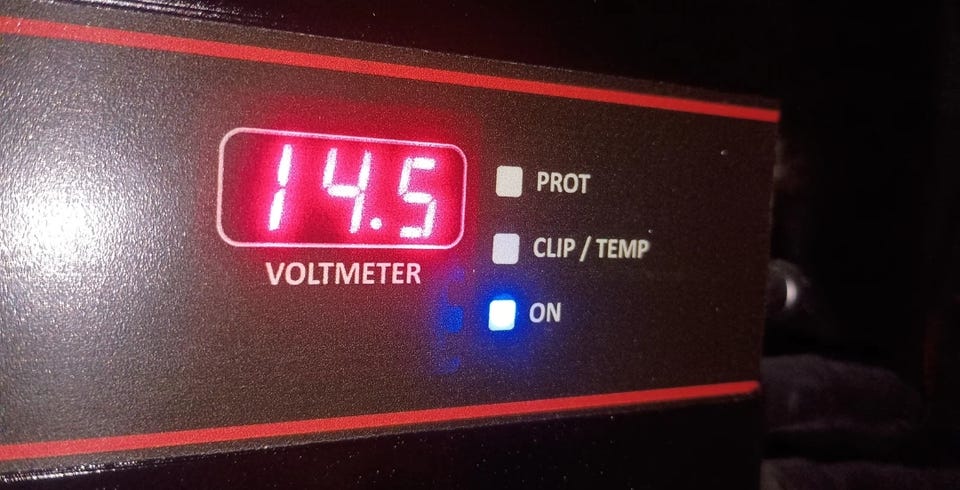 14.5
VOLTMETER
PROT
CLIP / TEMP
ON